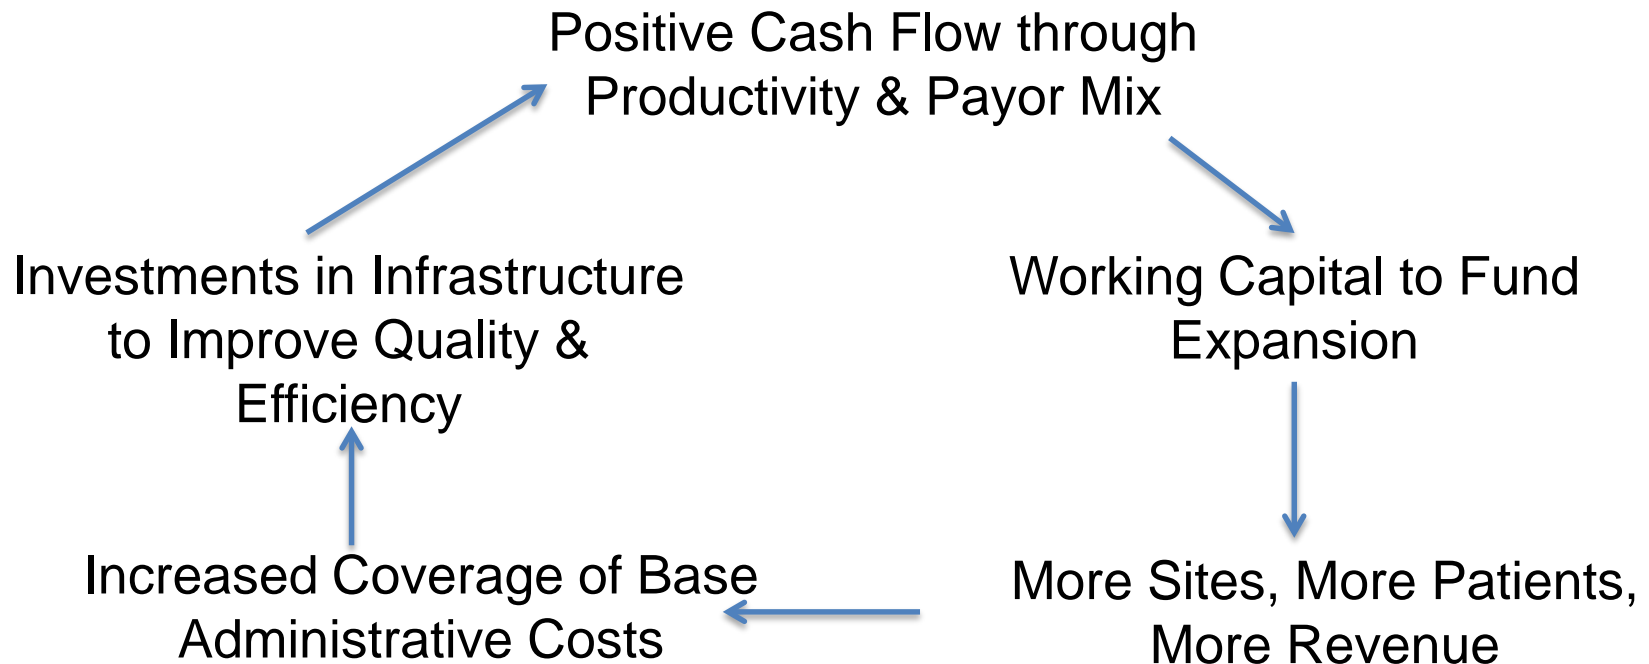 Positive Cash Flow through
Productivity & Payor Mix
Working Capital to Fund
Expansion
More Sites, More Patients,
More Revenue
Increased Coverage of Base
Administrative Costs
Investments in Infrastructure
to Improve Quality &
Efficiency